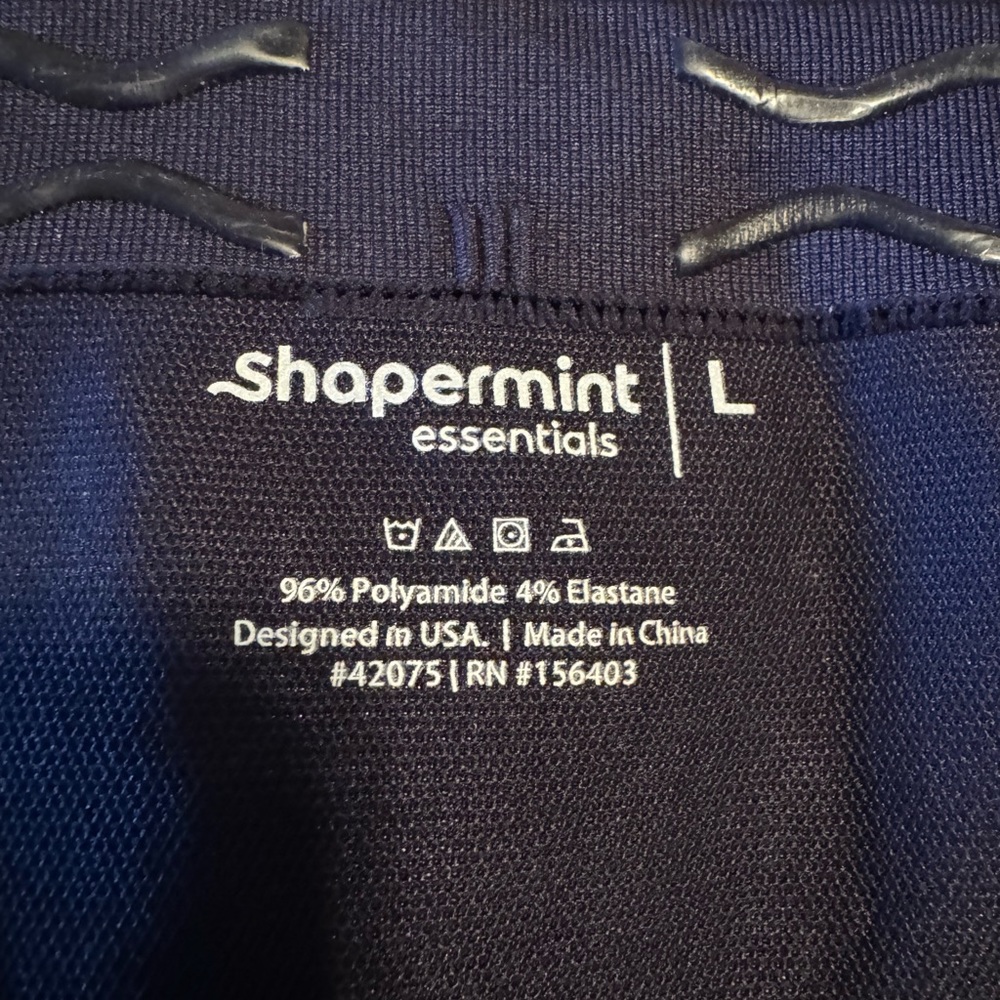 Shapermint | L
essentials
96% Polyamide 4% Elastane
Designed in USA. | Made in China
#42075 | RN #156403